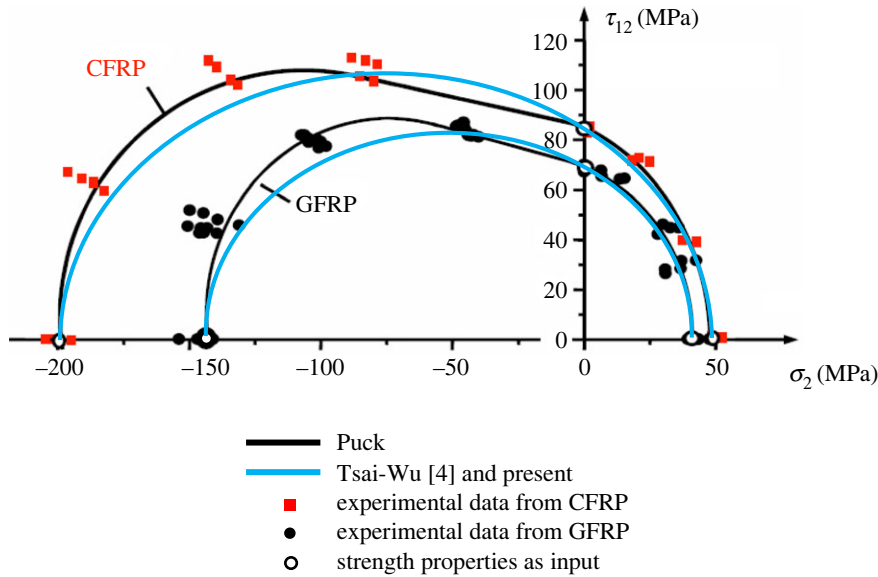 τ12 (MPa)
120
CFRP
100
80
60
GFRP
40
20
0
−200
−150
−100
−50
0
50
σ2 (MPa)
Puck
Tsai-Wu [4] and present
experimental data from CFRP
experimental data from GFRP
strength properties as input